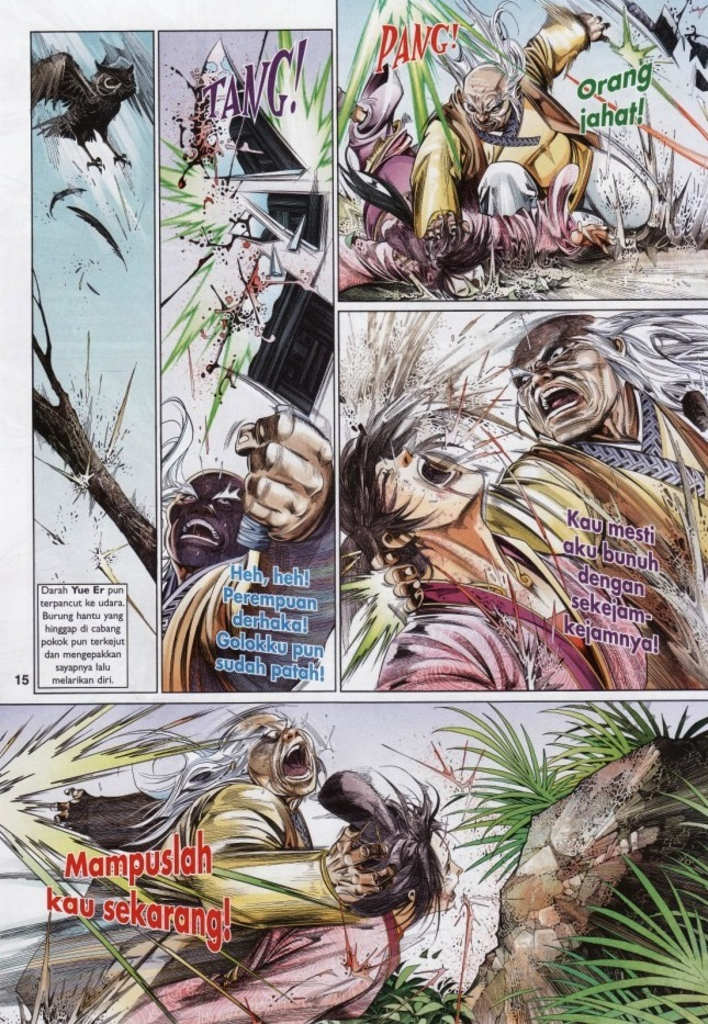 Darah Yue Er pun
terpancut ke udara.
Burung hantu yang
hinggap di cabang
pokok pun terkejut
dan mengepakkan
sayapnya lalu
melarikan diri.
15
TANG!
Heh, heh!
Perempuan
derhaka!
Golokku pun
sudah patah!
PANG!
Orang
jahat!
Kau mesti
aku bunuh
dengan
sekejam-
kejamnya!
Mampuslah
kau sekarang!